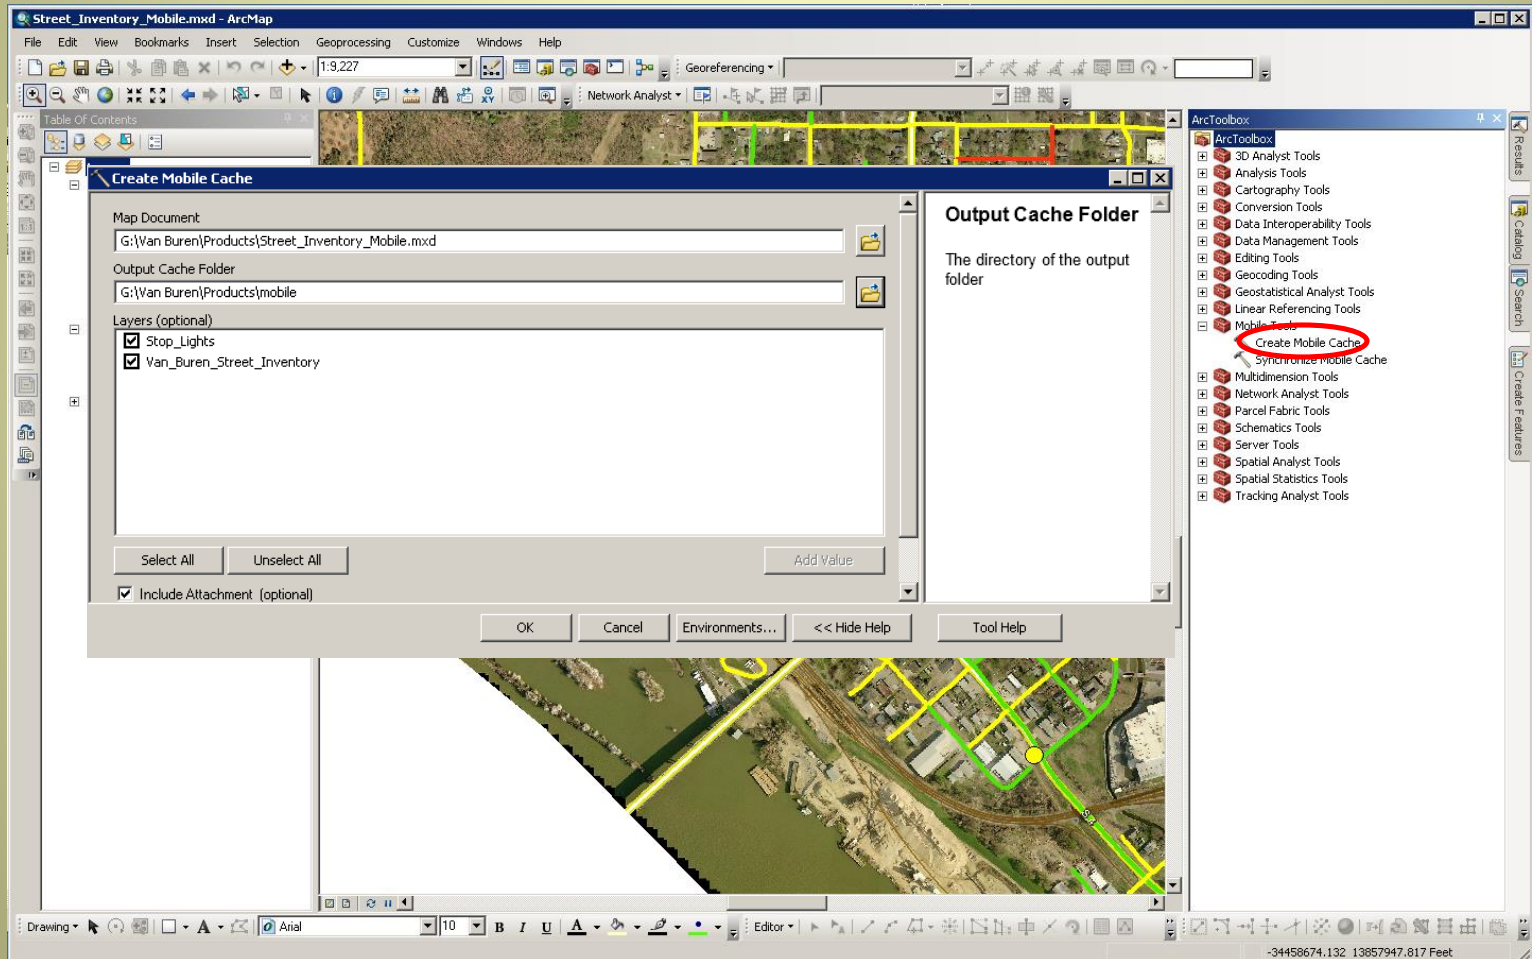 Street_Inventory_Mobile.mxd - ArcMap
File Edit View Bookmarks Insert Selection Geoprocessing Customize Windows Help
1:9,227
Georeferencing
Network Analyst
Table Of Contents
Create Mobile Cache
Map Document
G:\Van Buren\Products\Street_Inventory_Mobile.mxd
Output Cache Folder
G:\Van Buren\Products\mobile
Layers (optional)
Stop_Lights
Van_Buren_Street_Inventory
Select All
Unselect All
Add Value
Include Attachment (optional)
OK
Cancel
Environments...
<< Hide Help
Tool Help
Output Cache Folder
The directory of the output
folder
ArcToolbox
ArcToolbox
3D Analyst Tools
Analysis Tools
Cartography Tools
Conversion Tools
Data Interoperability Tools
Data Management Tools
Editing Tools
Geocoding Tools
Geostatistical Analyst Tools
Linear Referencing Tools
Mobile Tools
Create Mobile Cache
Synchronize Mobile Cache
Multidimension Tools
Network Analyst Tools
Parcel Fabric Tools
Schematics Tools
Server Tools
Spatial Analyst Tools
Spatial Statistics Tools
Tracking Analyst Tools
Results
Catalog
Search
Create Features
Drawing
A
Arial
10
B I U A
Editor
-34458674.132 13857947.817 Feet